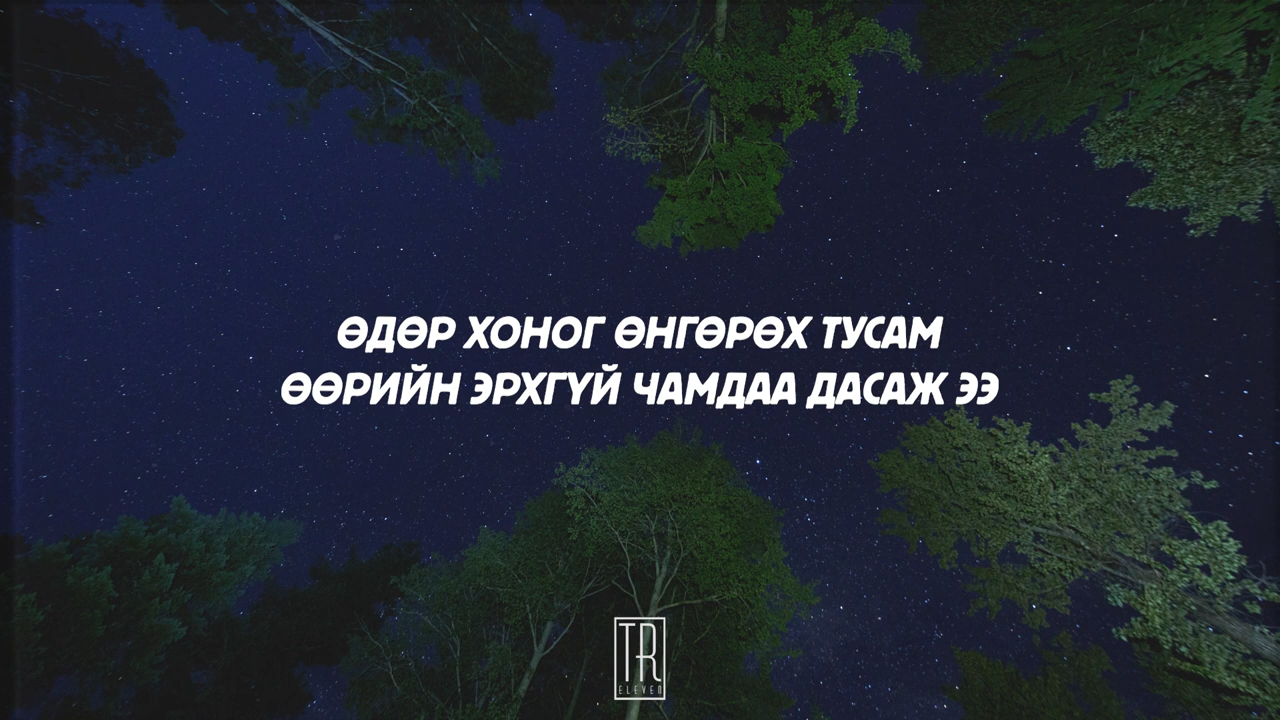 ӨДӨР ХОНОГ ӨНГӨРӨХ ТУСАМ
ӨӨРИЙН ЭРХГҮЙ ЧАМДАА ДАСАЖ ЭЭ
TR
ELEVEN